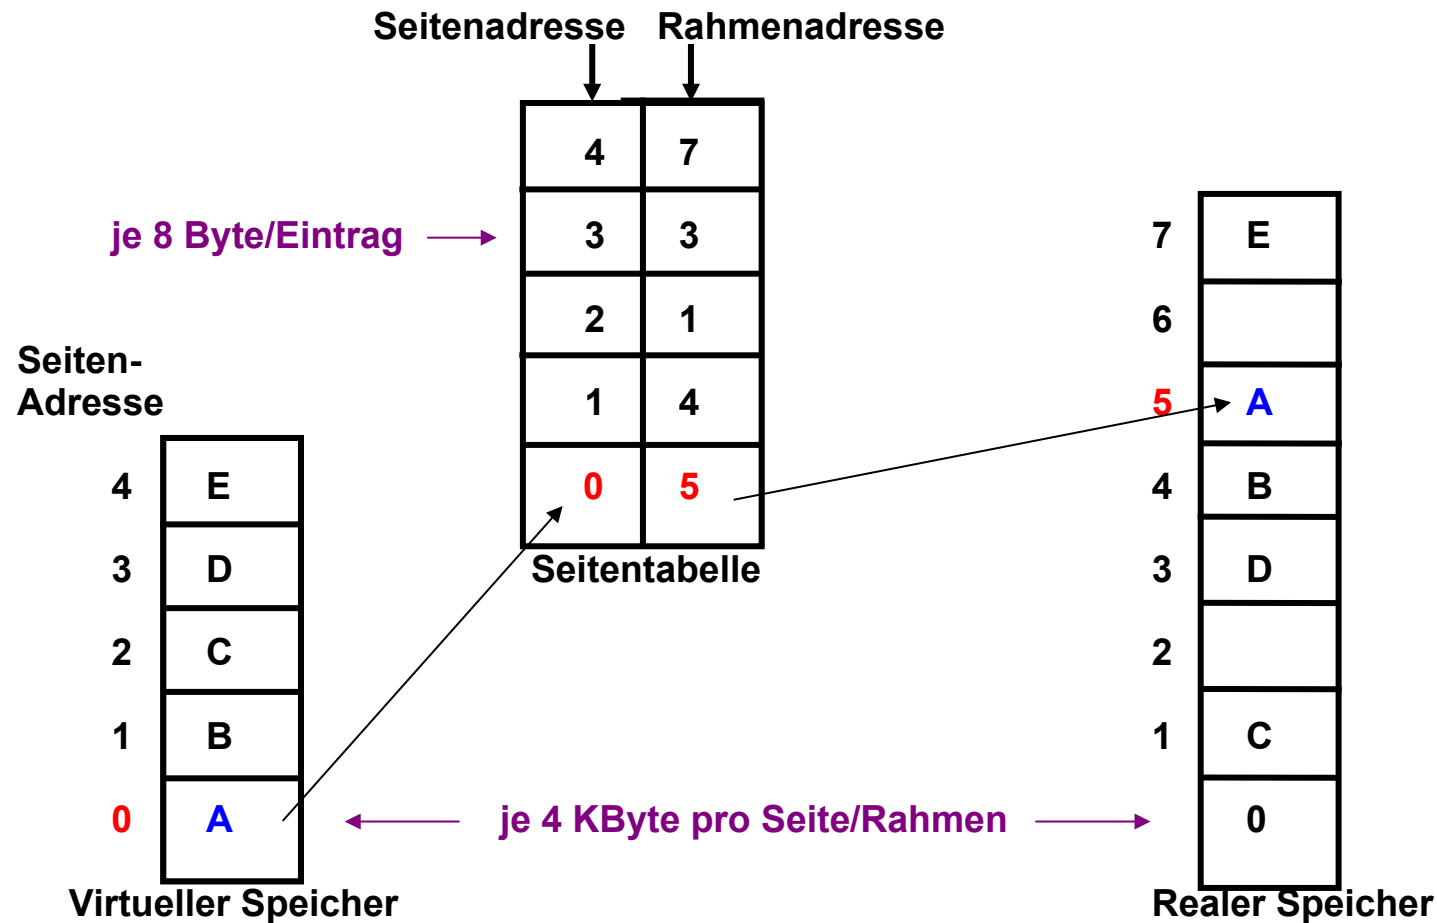 Seitenadresse Rahmenadresse
4 7
je 8 Byte/Eintrag
3 3
2 1
1 4
0 5
Seitentabelle
Seiten-
Adresse
4 E
3 D
2 C
1 B
0 A
Virtueller Speicher
je 4 KByte pro Seite/Rahmen
7 E
6
5 A
4 B
3 D
2
1 C
0
Realer Speicher